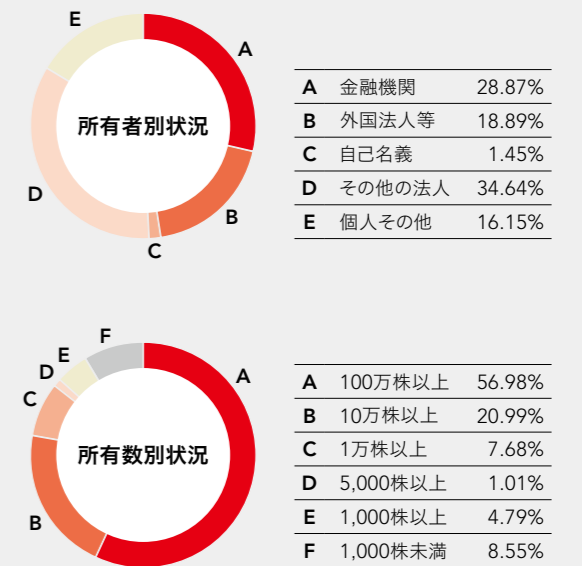 E
A
所有者別状況
D
B
C
A 金融機関 28.87%
B 外国法人等 18.89%
C 自己名義 1.45%
D その他の法人 34.64%
E 個人その他 16.15%
F
E
D
A
C
所有数別状況
B
A 100万株以上 56.98%
B 10万株以上 20.99%
C 1万株以上 7.68%
D 5,000株以上 1.01%
E 1,000株以上 4.79%
F 1,000株未満 8.55%